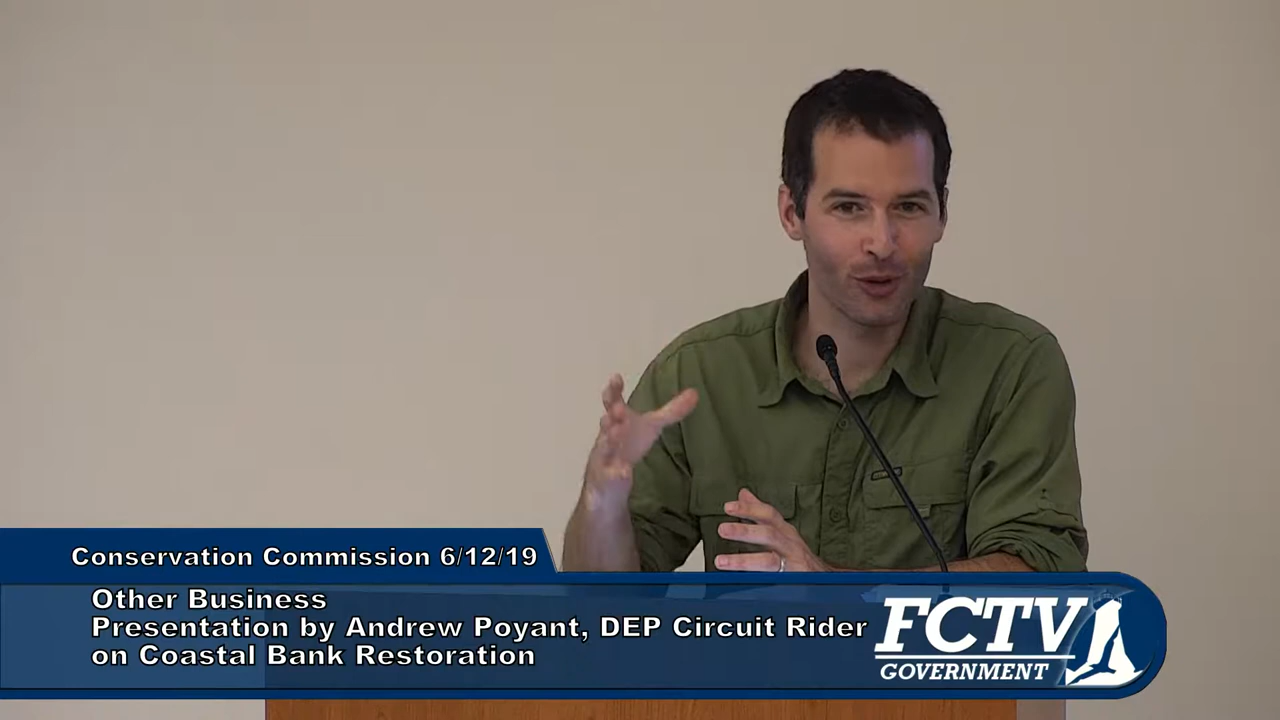 Conservation Commission 6/12/19
Other Business
Presentation by Andrew Poyant, DEP Circuit Rider
on Coastal Bank Restoration
FCTV
GOVERNMENT